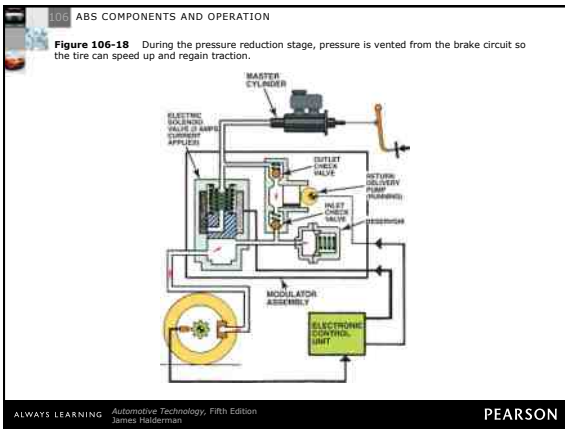 106 ABS COMPONENTS AND OPERATION
Figure 106-18 During the pressure reduction stage, pressure is vented from the brake circuit so
the tire can speed up and regain traction.
MASTER
CYLINDER
ELECTRIC
SOLENOID
VALVE (5 AMPS
CURRENT
APPLIED)
OUTLET
CHECK
VALVE
RETURN/
DELIVERY
PUMP
(RUNNING)
INLET
CHECK
VALVE
RESERVOIR
MODULATOR
ASSEMBLY
ELECTRONIC
CONTROL
UNIT
ALWAYS LEARNING
Automotive Technology, Fifth Edition
James Halderman
PEARSON